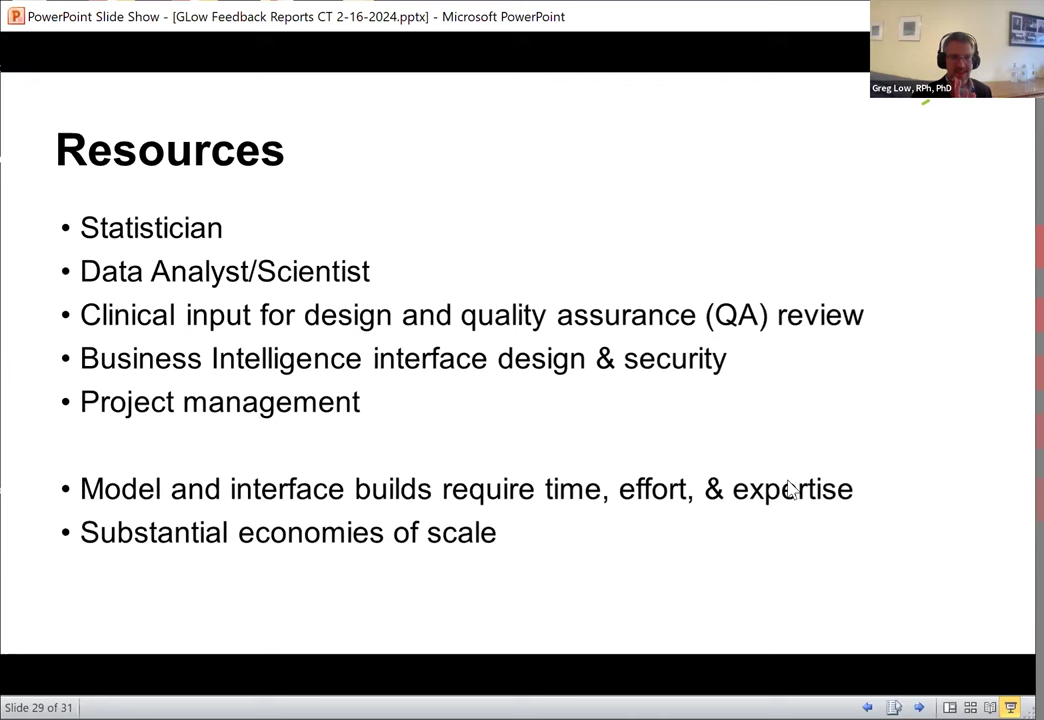 PowerPoint Slide Show - [GLow Feedback Reports CT 2-16-2024.pptx] - Microsoft PowerPoint
Greg Low, RPh, PhD
Resources
• Statistician
• Data Analyst/Scientist
• Clinical input for design and quality assurance (QA) review
• Business Intelligence interface design & security
• Project management
• Model and interface builds require time, effort, & expertise
• Substantial economies of scale
Slide 29 of 31